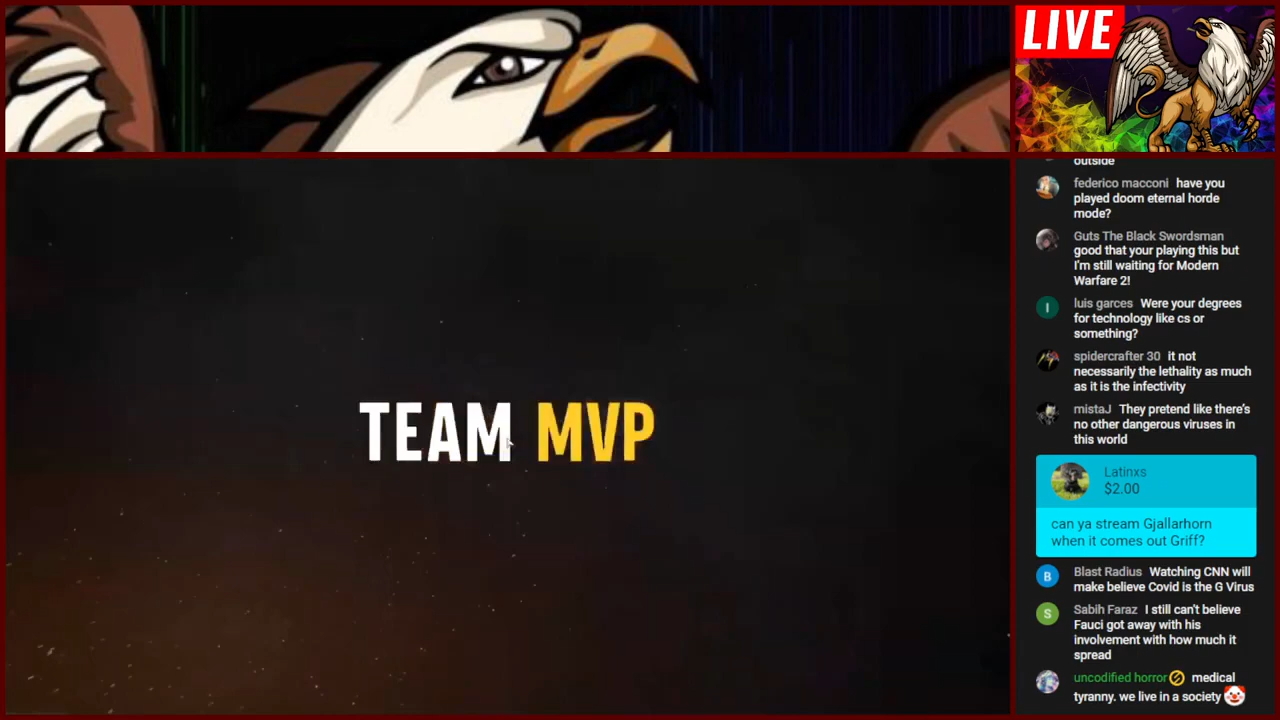 LIVE
outside
federico macconi have you
played doom eternal horde
mode?
Guts The Black Swordsman
good that your playing this but
I'm still waiting for Modern
Warfare 2!
l
luis garces Were your degrees
for technology like cs or
something?
spidercrafter 30 it not
necessarily the lethality as much
as it is the infectivity
mistaJ They pretend like there's
no other dangerous viruses in
this world
TEAM MVP
Latinxs
$2.00
can ya stream Gjallarhorn
when it comes out Griff?
B
Blast Radius Watching CNN will
make believe Covid is the G Virus
S
Sabih Faraz I still can't believe
Fauci got away with his
involvement with how much it
spread
uncodified horror medical
tyranny. we live in a society